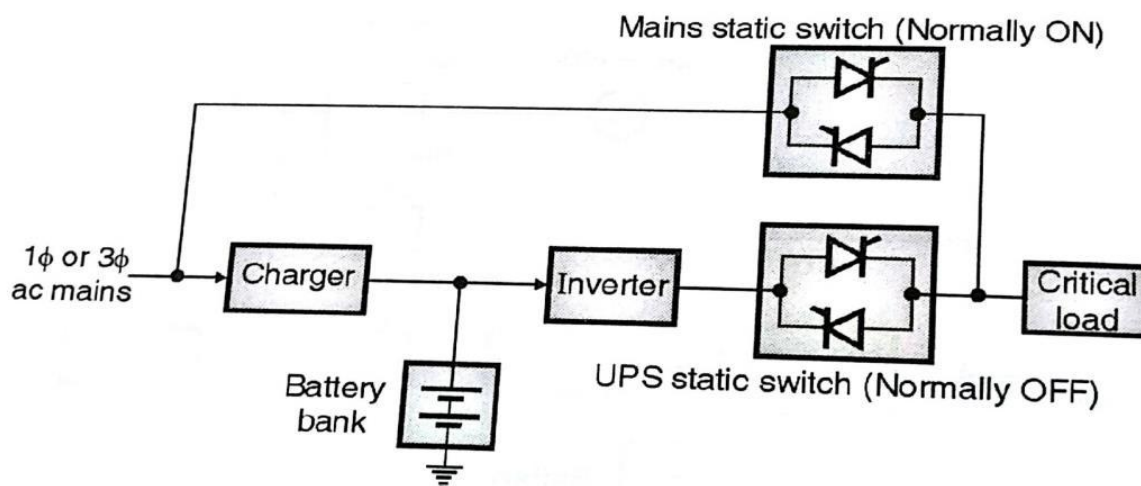 Mains static switch (Normally ON)
1ϕ or 3ϕ
ac mains
Charger
Inverter
Critical
load
Battery
bank
UPS static switch (Normally OFF)